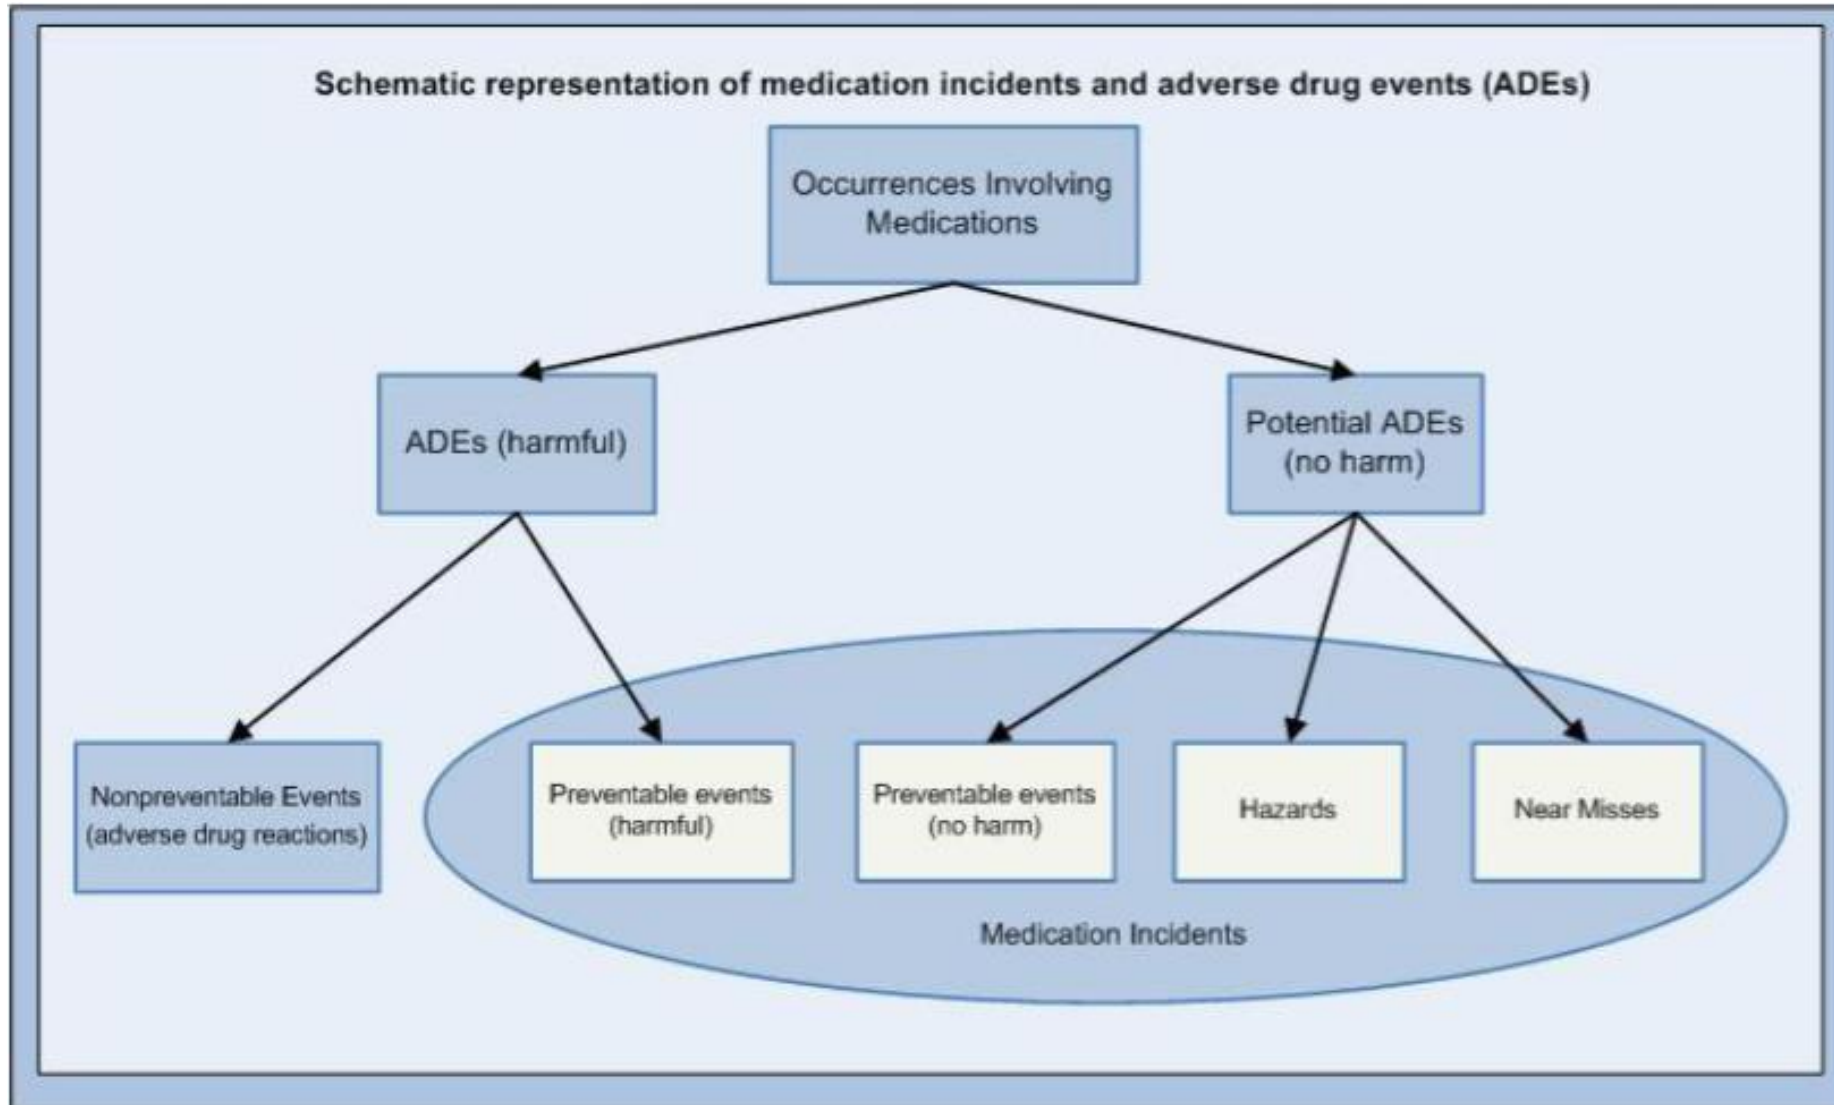 Schematic representation of medication incidents and adverse drug events (ADEs)
Occurrences Involving
Medications
ADEs (harmful)
Potential ADEs
(no harm)
Nonpreventable Events
(adverse drug reactions)
Preventable events
(harmful)
Preventable events
(no harm)
Hazards
Near Misses
Medication Incidents